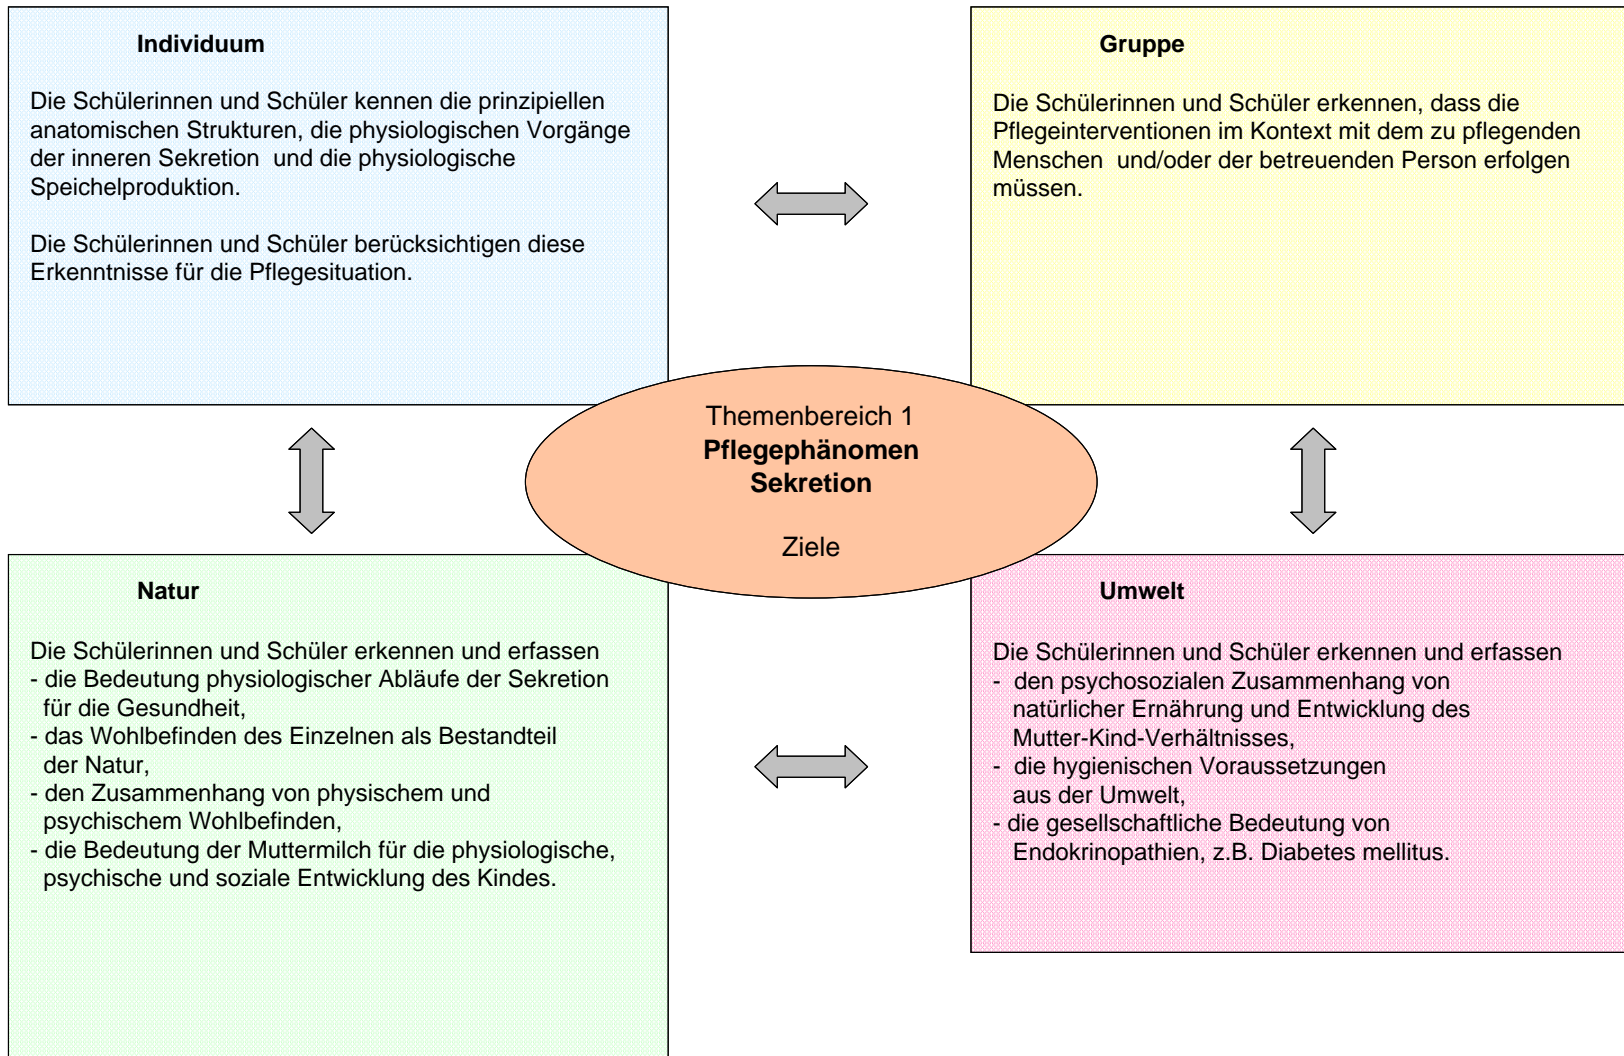 Individuum
Die Schülerinnen und Schüler kennen die prinzipiellen
anatomischen Strukturen, die physiologischen Vorgänge
der inneren Sekretion  und die physiologische
Speichelproduktion.
Die Schülerinnen und Schüler berücksichtigen diese
Erkenntnisse für die Pflegesituation.
Gruppe
Die Schülerinnen und Schüler erkennen, dass die
Pflegeinterventionen im Kontext mit dem zu pflegenden
Menschen  und/oder der betreuenden Person erfolgen
müssen.
Themenbereich 1
Pflegephänomen
Sekretion
Ziele
Natur
Die Schülerinnen und Schüler erkennen und erfassen
- die Bedeutung physiologischer Abläufe der Sekretion
für die Gesundheit,
- das Wohlbefinden des Einzelnen als Bestandteil
der Natur,
- den Zusammenhang von physischem und
psychischem Wohlbefinden,
- die Bedeutung der Muttermilch für die physiologische,
psychische und soziale Entwicklung des Kindes.
Umwelt
Die Schülerinnen und Schüler erkennen und erfassen
- den psychosozialen Zusammenhang von
natürlicher Ernährung und Entwicklung des
Mutter-Kind-Verhältnisses,
- die hygienischen Voraussetzungen
aus der Umwelt,
- die gesellschaftliche Bedeutung von
Endokrinopathien, z.B. Diabetes mellitus.